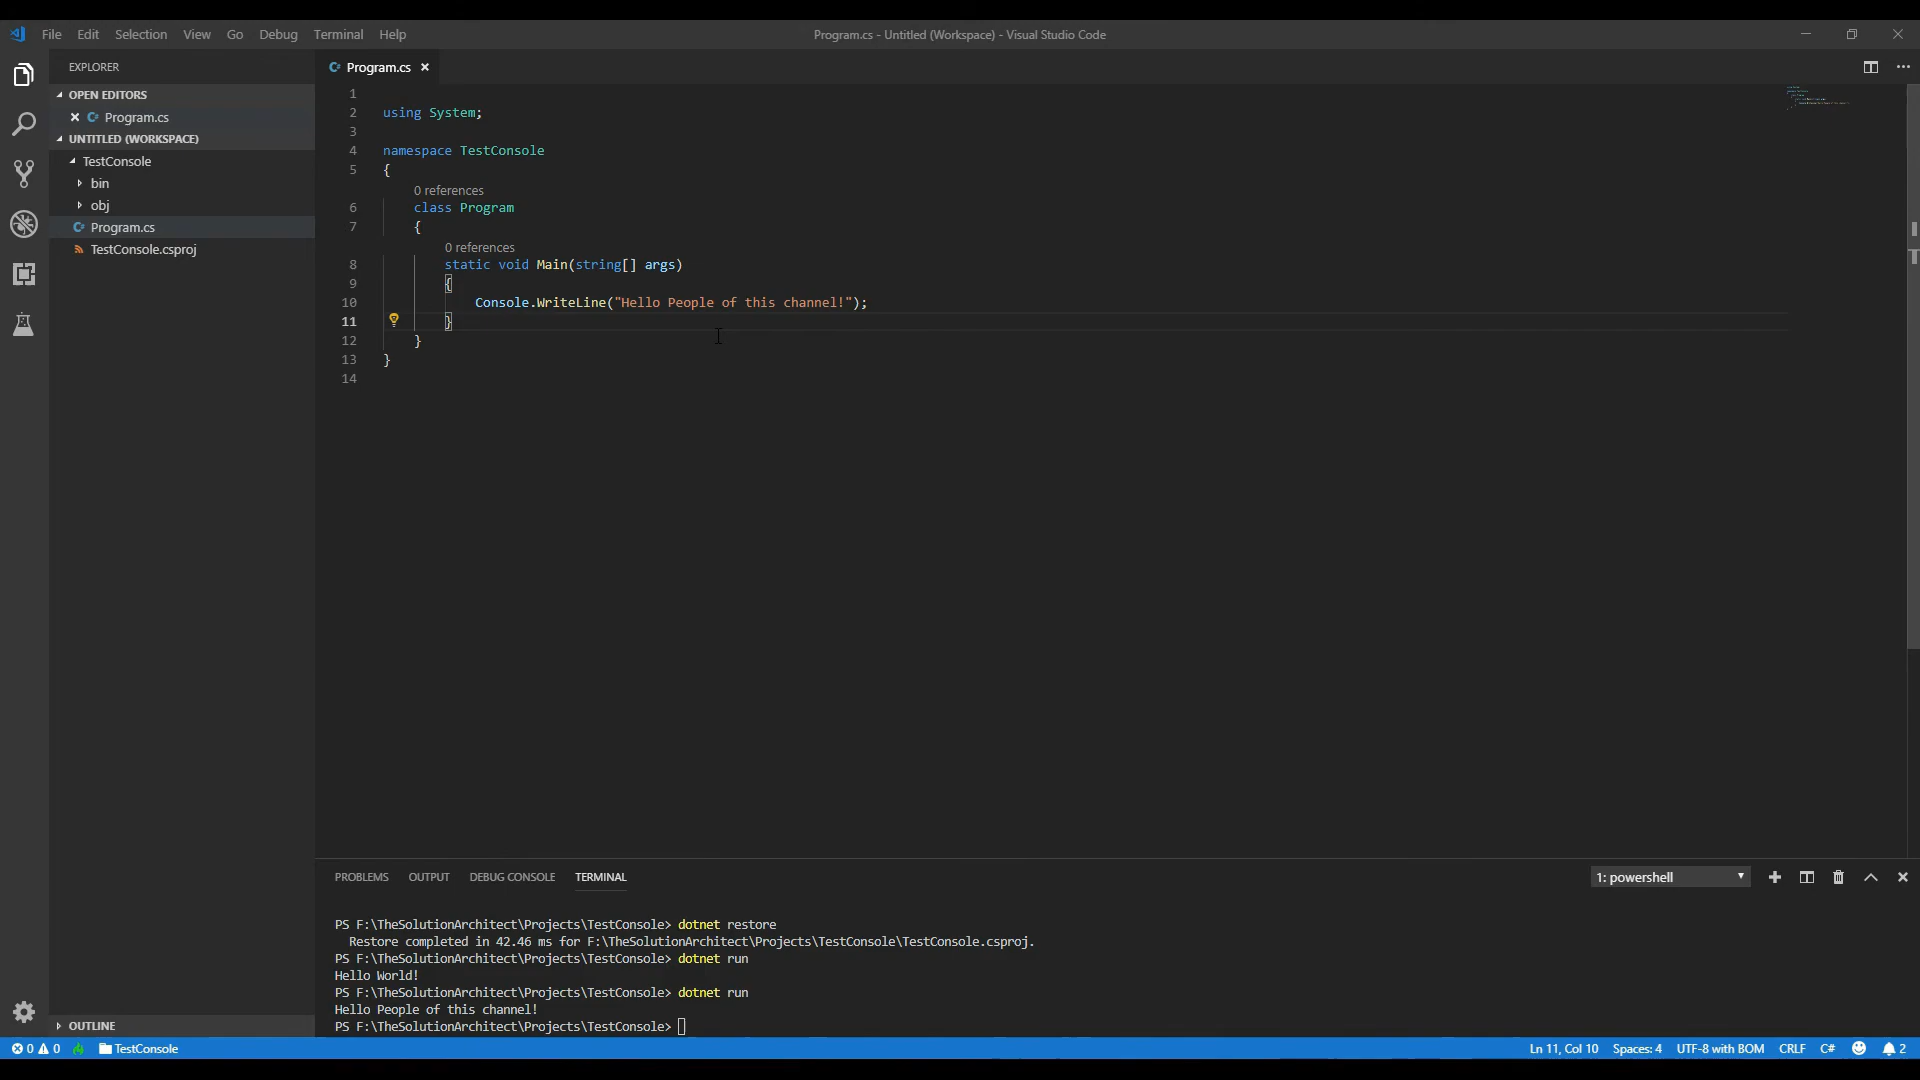 File Edit Selection View Go Debug Terminal Help
Program.cs - Untitled (Workspace) - Visual Studio Code
EXPLORER
OPEN EDITORS
Program.cs
UNTITLED (WORKSPACE)
TestConsole
bin
obj
Program.cs
TestConsole.csproj
OUTLINE
Program.cs
1
2 using System;
3
4 namespace TestConsole
5 {
0 references
6 class Program
7 {
0 references
8 static void Main(string[] args)
9 {
10 Console.WriteLine("Hello People of this channel!");
11 }
12 }
13 }
14
PROBLEMS OUTPUT DEBUG CONSOLE TERMINAL
1: powershell
PS F:\TheSolutionArchitect\Projects\TestConsole> dotnet restore
Restore completed in 42.46 ms for F:\TheSolutionArchitect\Projects\TestConsole\TestConsole.csproj.
PS F:\TheSolutionArchitect\Projects\TestConsole> dotnet run
Hello World!
PS F:\TheSolutionArchitect\Projects\TestConsole> dotnet run
Hello People of this channel!
PS F:\TheSolutionArchitect\Projects\TestConsole>
0 0 TestConsole
Ln 11, Col 10 Spaces: 4 UTF-8 with BOM CRLF C# 2